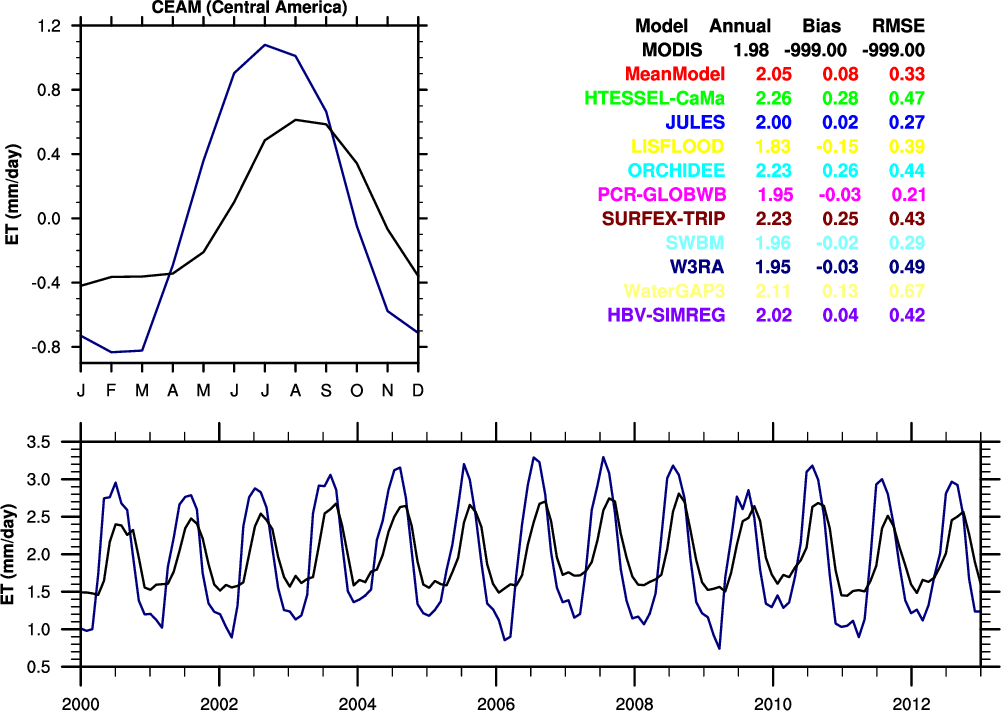 CEAM (Central America)
1.2
0.8
0.4
0.0
-0.4
-0.8
ET (mm/day)
J F M A M J J A S O N D
Model Annual Bias RMSE
MODIS 1.98 -999.00 -999.00
MeanModel 2.05 0.08 0.33
HTESSEL-CaMa 2.26 0.28 0.47
JULES 2.00 0.02 0.27
LISFLOOD 1.83 -0.15 0.39
ORCHIDEE 2.23 0.26 0.44
PCR-GLOBWB 1.95 -0.03 0.21
SURFEX-TRIP 2.23 0.25 0.43
SWBM 1.96 -0.02 0.29
W3RA 1.95 -0.03 0.49
WaterGAP3 2.11 0.13 0.67
HBV-SIMREG 2.02 0.04 0.42
3.5
3.0
2.5
2.0
1.5
1.0
0.5
ET (mm/day)
2000 2002 2004 2006 2008 2010 2012